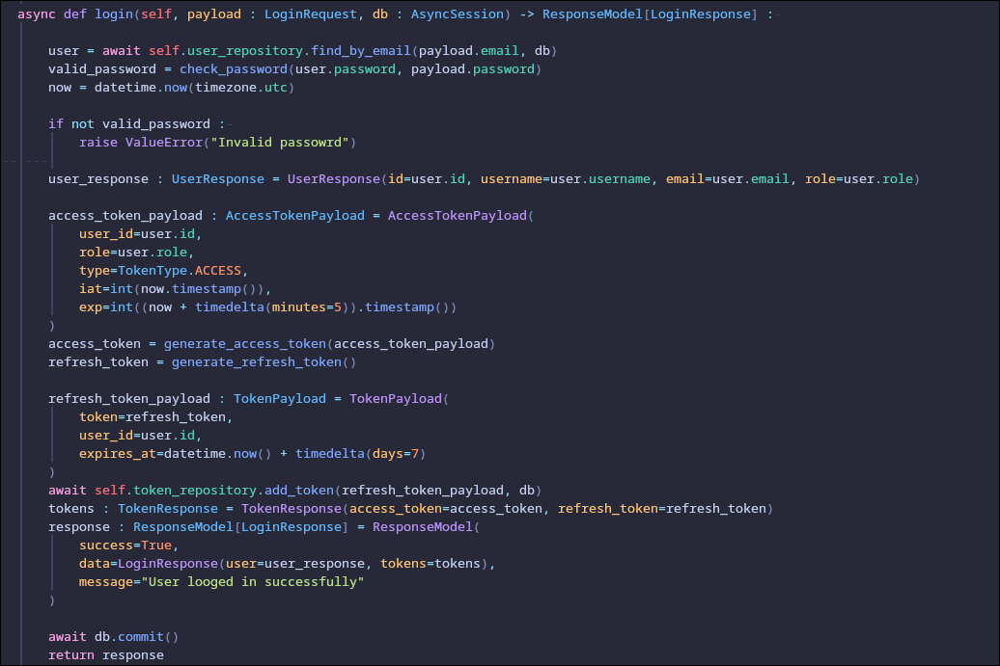 async def login(self, payload : LoginRequest, db : AsyncSession) -> ResponseModel[LoginResponse] :
user = await self.user_repository.find_by_email(payload.email, db)
valid_password = check_password(user.password, payload.password)
now = datetime.now(timezone.utc)
if not valid_password :
raise ValueError("Invalid passowrd")
user_response : UserResponse = UserResponse(id=user.id, username=user.username, email=user.email, role=user.role)
access_token_payload : AccessTokenPayload = AccessTokenPayload(
user_id=user.id,
role=user.role,
type=TokenType.ACCESS,
iat=int(now.timestamp()),
exp=int((now + timedelta(minutes=5)).timestamp())
)
access_token = generate_access_token(access_token_payload)
refresh_token = generate_refresh_token()
refresh_token_payload : TokenPayload = TokenPayload(
token=refresh_token,
user_id=user.id,
expires_at=datetime.now() + timedelta(days=7)
)
await self.token_repository.add_token(refresh_token_payload, db)
tokens : TokenResponse = TokenResponse(access_token=access_token, refresh_token=refresh_token)
response : ResponseModel[LoginResponse] = ResponseModel(
success=True,
data=LoginResponse(user=user_response, tokens=tokens),
message="User looged in successfully"
)
await db.commit()
return response